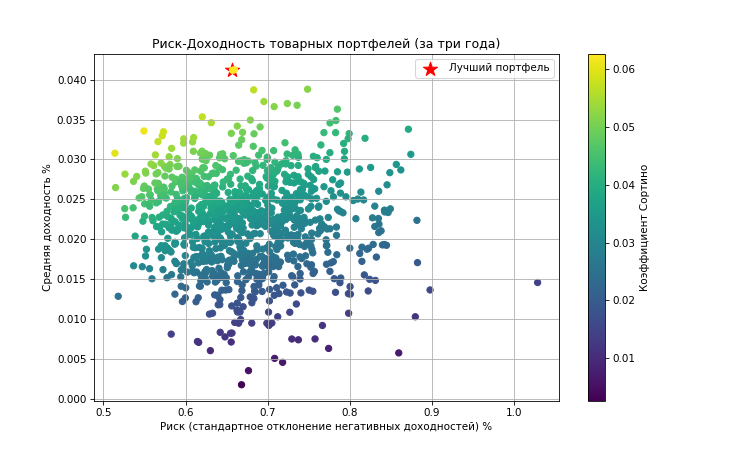 Риск-Доходность товарных портфелей (за три года)
Лучший портфель
Средняя доходность %
0.040
0.035
0.030
0.025
0.020
0.015
0.010
0.005
0.000
0.5 0.6 0.7 0.8 0.9 1.0
Риск (стандартное отклонение негативных доходностей) %
0.06
0.05
0.04
0.03
0.02
0.01
Коэффициент Сортино